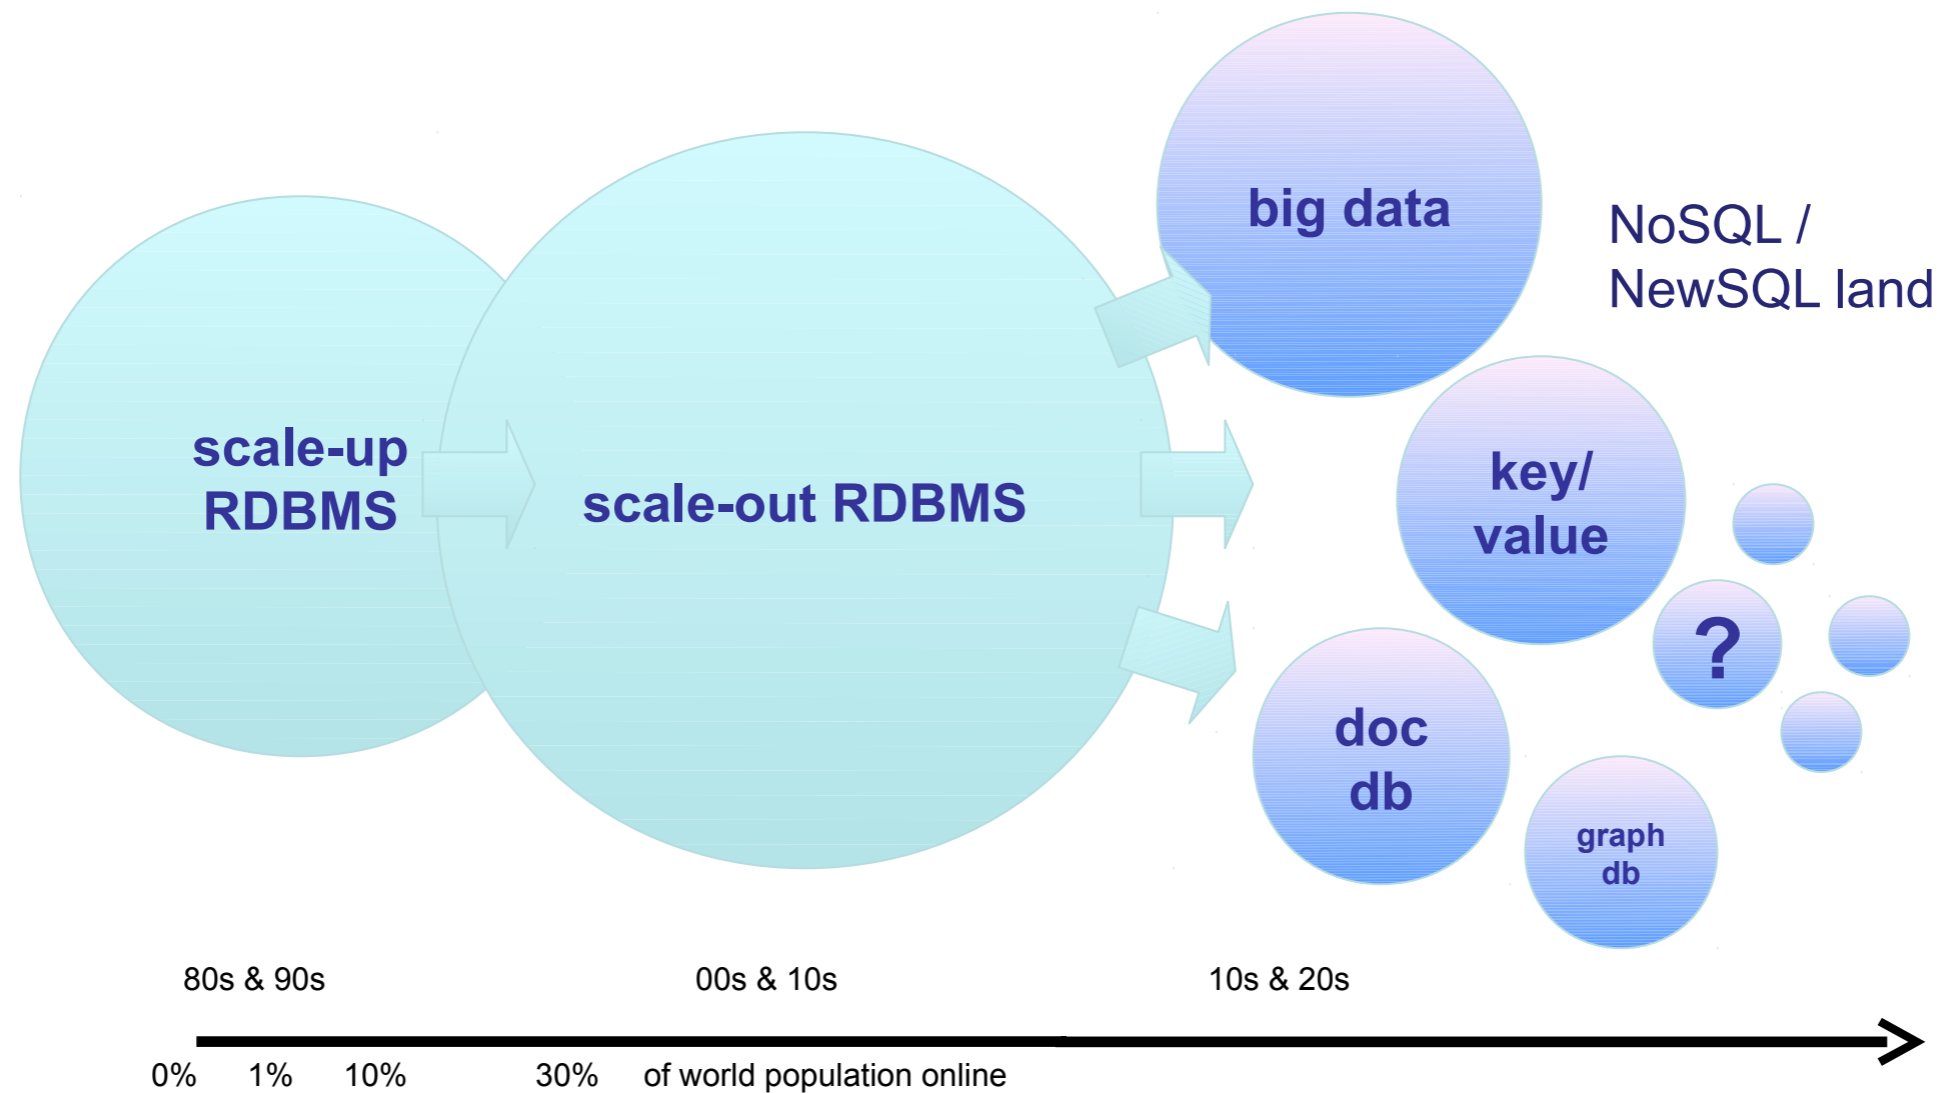 big data
NoSQL /
NewSQL land
scale-up
RDBMS
scale-out RDBMS
key/
value
?
doc
db
graph
db
80s & 90s
00s & 10s
10s & 20s
0%
1%
10%
30%
of world population online